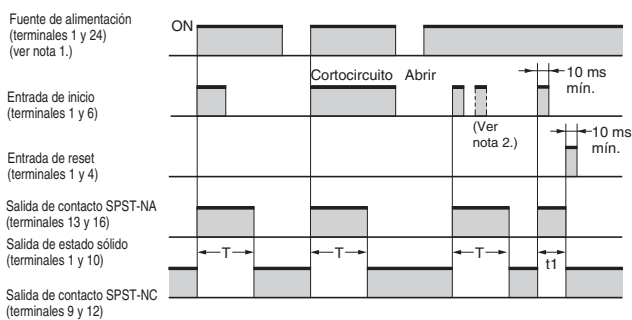 Fuente de alimentación
(terminales 1 y 24)
(ver nota 1.)
ON
Cortocircuito Abrir
10 ms
mín.
Entrada de inicio
(terminales 1 y 6)
(Ver
nota 2.)
10 ms
mín.
Entrada de reset
(terminales 1 y 4)
Salida de contacto SPST-NA
(terminales 13 y 16)
Salida de estado sólido
(terminales 1 y 10)
T
T
T
t1
Salida de contacto SPST-NC
(terminales 9 y 12)